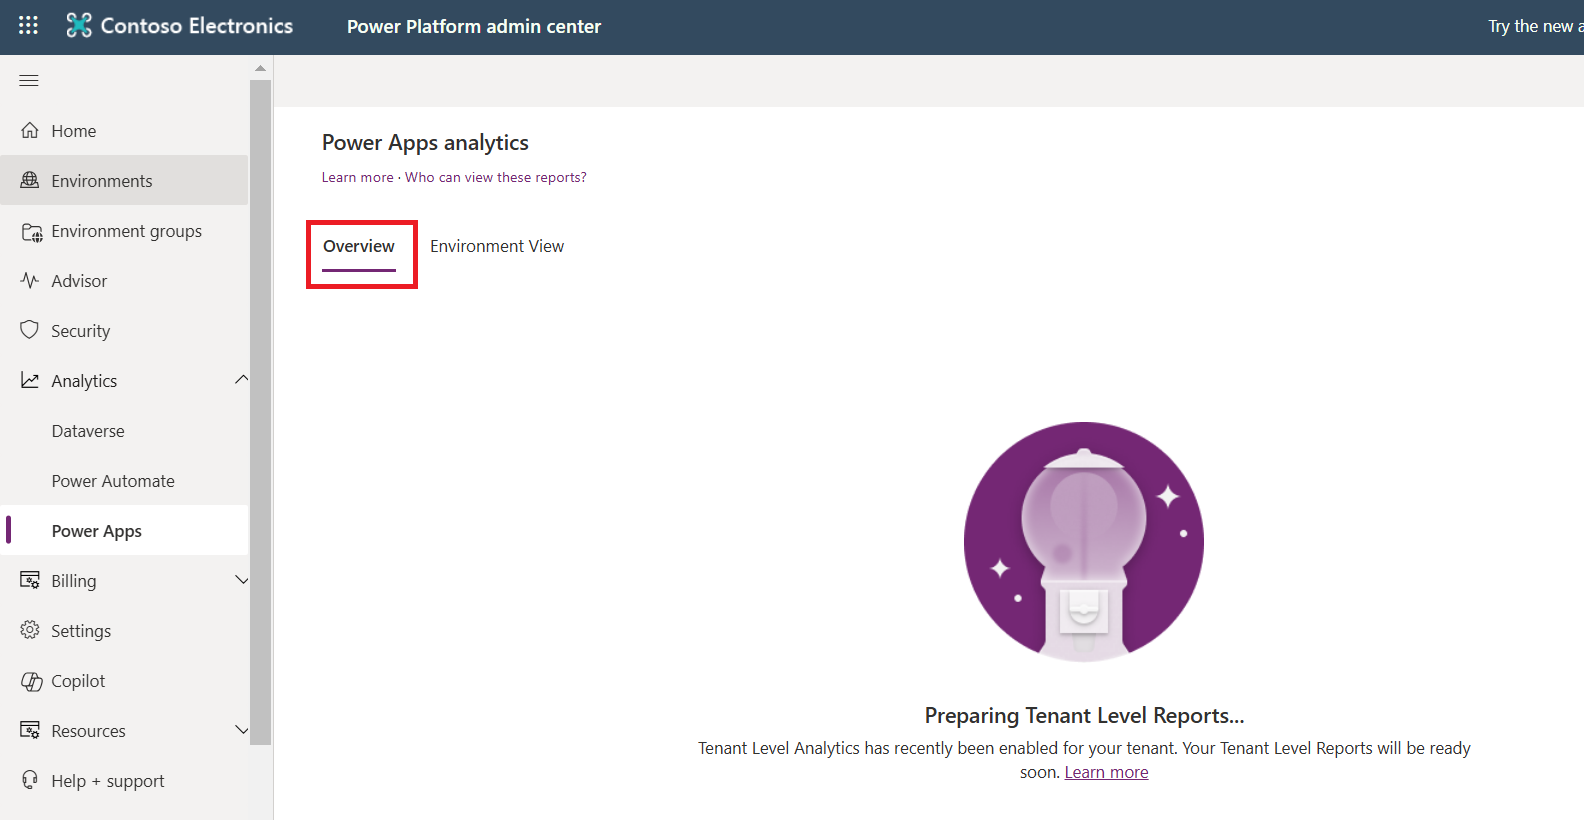 Contoso Electronics
Power Platform admin center
Try the new
Home
Environments
Environment groups
Advisor
Security
Analytics
Dataverse
Power Automate
Power Apps
Billing
Settings
Copilot
Resources
Help + support
Power Apps analytics
Learn more · Who can view these reports?
Overview
Environment View
Preparing Tenant Level Reports...
Tenant Level Analytics has recently been enabled for your tenant. Your Tenant Level Reports will be ready
soon. Learn more